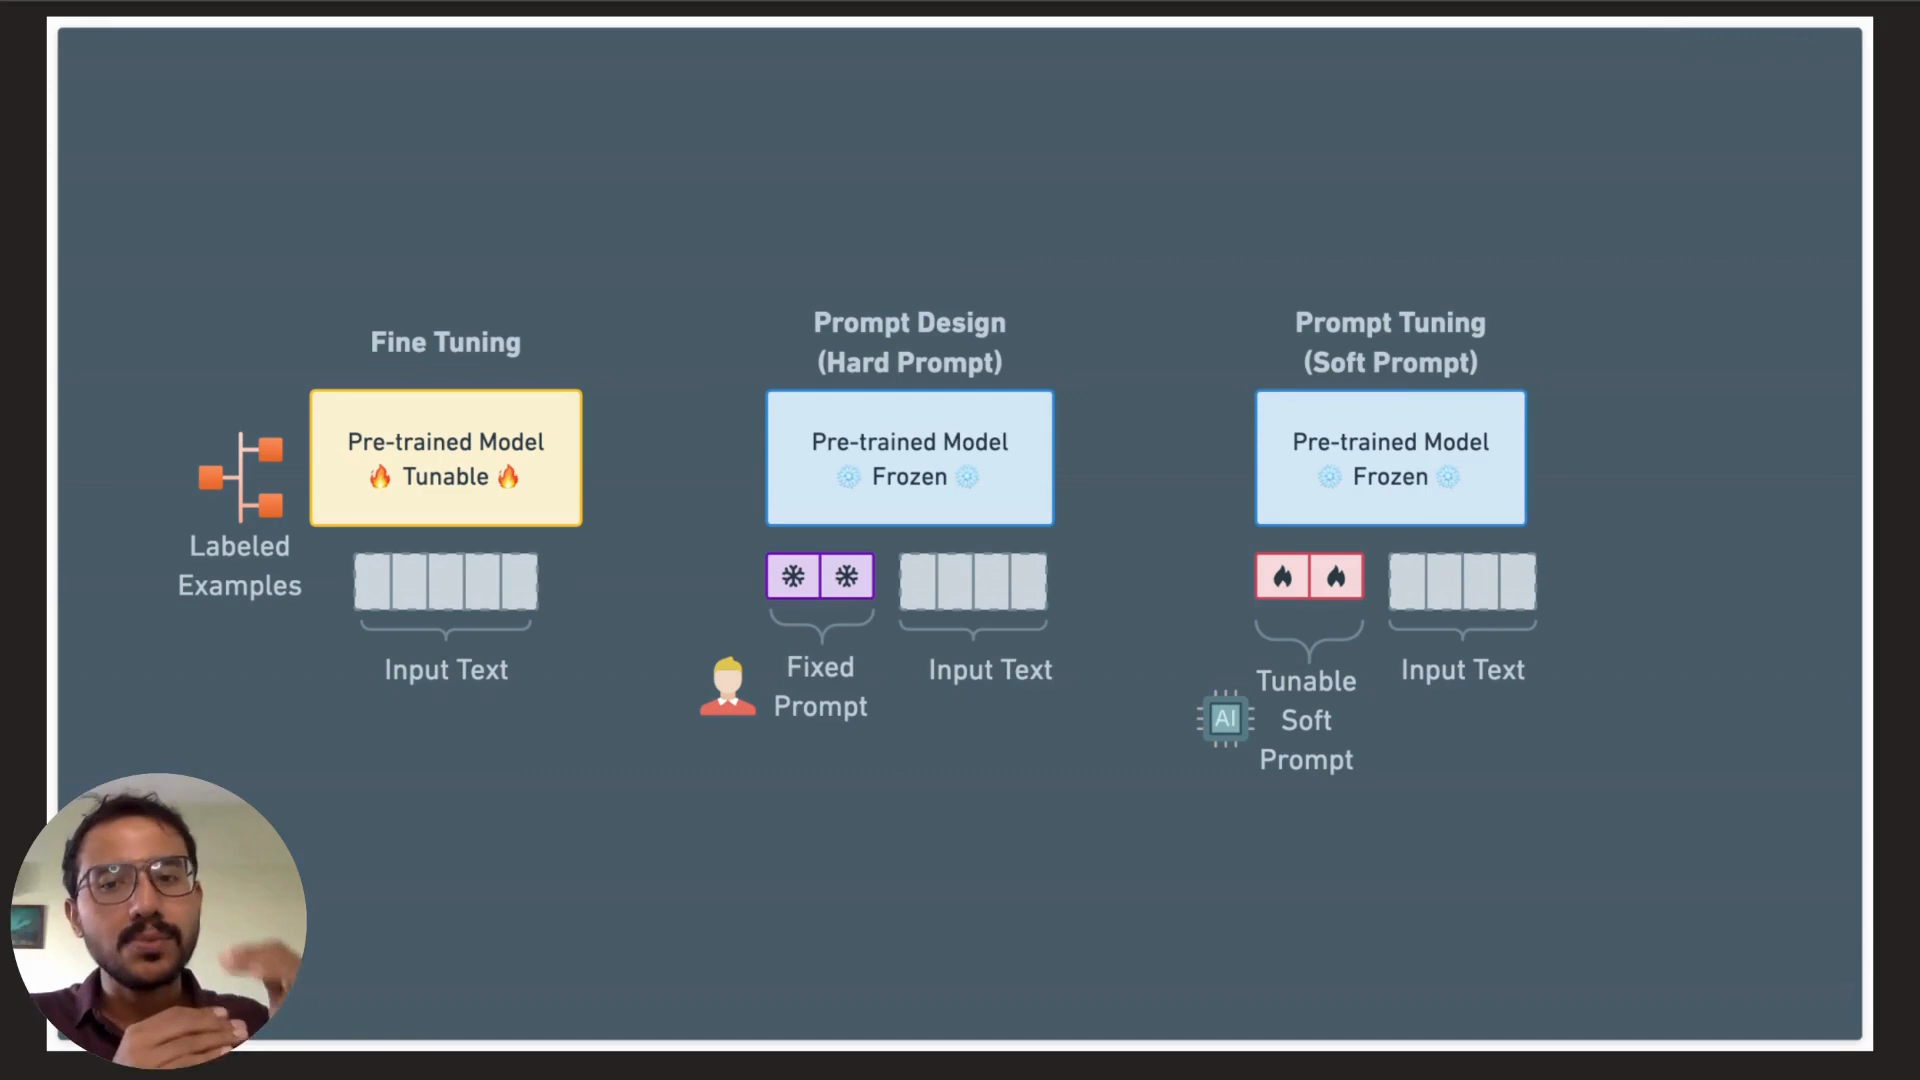 Fine Tuning
Pre-trained Model
🔥 Tunable 🔥
Labeled
Examples
Input Text
Prompt Design
(Hard Prompt)
Pre-trained Model
❄️ Frozen ❄️
Fixed
Prompt
Input Text
Prompt Tuning
(Soft Prompt)
Pre-trained Model
❄️ Frozen ❄️
AI
Tunable
Soft
Prompt
Input Text